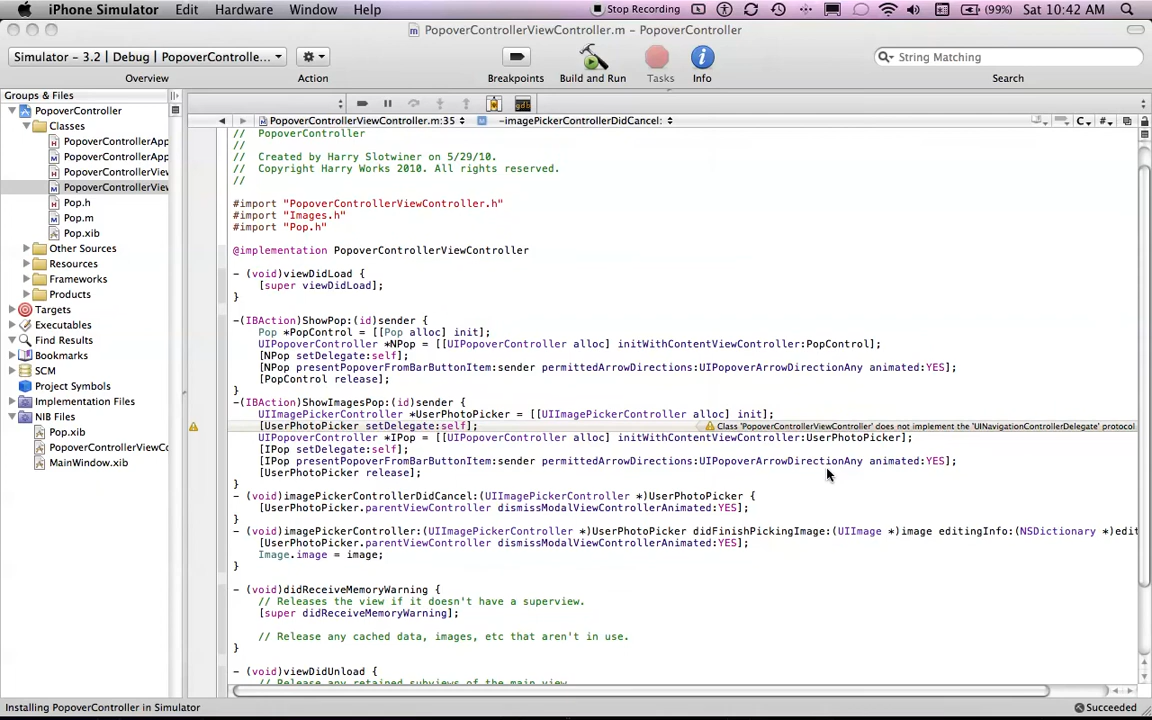 iPhone Simulator Edit Hardware Window Help Stop Recording (99%) Sat 10:42 AM
PopoverControllerViewController.m – PopoverController
Simulator - 3.2 | Debug | PopoverControlle... String Matching
Overview Action Breakpoints Build and Run Tasks Info Search
Groups & Files
PopoverController
Classes
PopoverControllerApp
PopoverControllerApp
PopoverControllerView
PopoverControllerView
Pop.h
Pop.m
Pop.xib
Other Sources
Resources
Frameworks
Products
Targets
Executables
Find Results
Bookmarks
SCM
Project Symbols
Implementation Files
NIB Files
Pop.xib
PopoverControllerViewCo
MainWindow.xib
PopoverControllerViewController.m:35 -imagePickerControllerDidCancel: C #
// PopoverController
//
// Created by Harry Slotwiner on 5/29/10.
// Copyright Harry Works 2010. All rights reserved.
//
#import "PopoverControllerViewController.h"
#import "Images.h"
#import "Pop.h"
@implementation PopoverControllerViewController
- (void)viewDidLoad {
[super viewDidLoad];
}
-(IBAction)ShowPop:(id)sender {
Pop *PopControl = [[Pop alloc] init];
UIPopoverController *NPop = [[UIPopoverController alloc] initWithContentViewController:PopControl];
[NPop setDelegate:self];
[NPop presentPopoverFromBarButtonItem:sender permittedArrowDirections:UIPopoverArrowDirectionAny animated:YES];
[PopControl release];
}
-(IBAction)ShowImagesPop:(id)sender {
UIImagePickerController *UserPhotoPicker = [[UIImagePickerController alloc] init];
[UserPhotoPicker setDelegate:self]; Class 'PopoverControllerViewController' does not implement the 'UINavigationControllerDelegate' protocol
UIPopoverController *IPop = [[UIPopoverController alloc] initWithContentViewController:UserPhotoPicker];
[IPop setDelegate:self];
[IPop presentPopoverFromBarButtonItem:sender permittedArrowDirections:UIPopoverArrowDirectionAny animated:YES];
[UserPhotoPicker release];
}
- (void)imagePickerControllerDidCancel:(UIImagePickerController *)UserPhotoPicker {
[UserPhotoPicker.parentViewController dismissModalViewControllerAnimated:YES];
}
- (void)imagePickerController:(UIImagePickerController *)UserPhotoPicker didFinishPickingImage:(UIImage *)image editingInfo:(NSDictionary *)edit
[UserPhotoPicker.parentViewController dismissModalViewControllerAnimated:YES];
Image.image = image;
}
- (void)didReceiveMemoryWarning {
// Releases the view if it doesn't have a superview.
[super didReceiveMemoryWarning];
// Release any cached data, images, etc that aren't in use.
}
- (void)viewDidUnload {
// Release any retained subviews of the main view.
Installing PopoverController in Simulator Succeeded